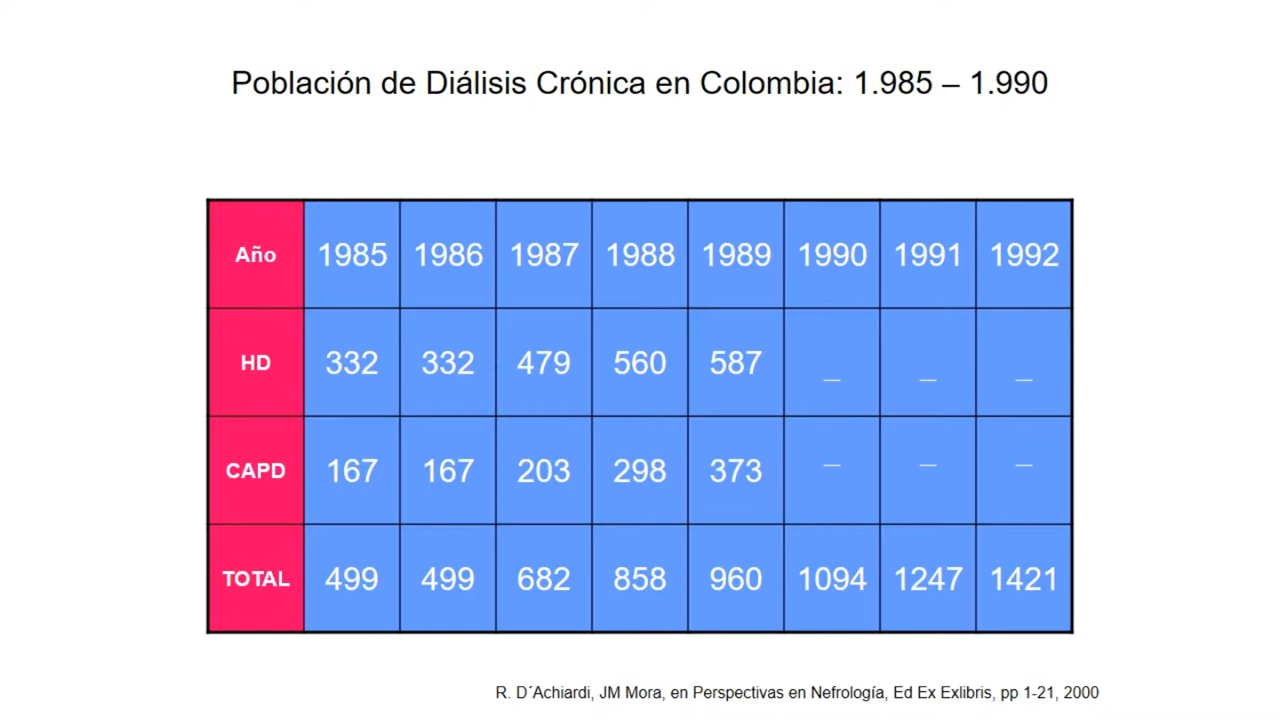 Población de Diálisis Crónica en Colombia: 1.985 – 1.990
Año 1985 1986 1987 1988 1989 1990 1991 1992
HD 332 332 479 560 587 _ _ _
CAPD 167 167 203 298 373 – – –
TOTAL 499 499 682 858 960 1094 1247 1421
R. D´Achiardi, JM Mora, en Perspectivas en Nefrología, Ed Ex Exlibris, pp 1-21, 2000